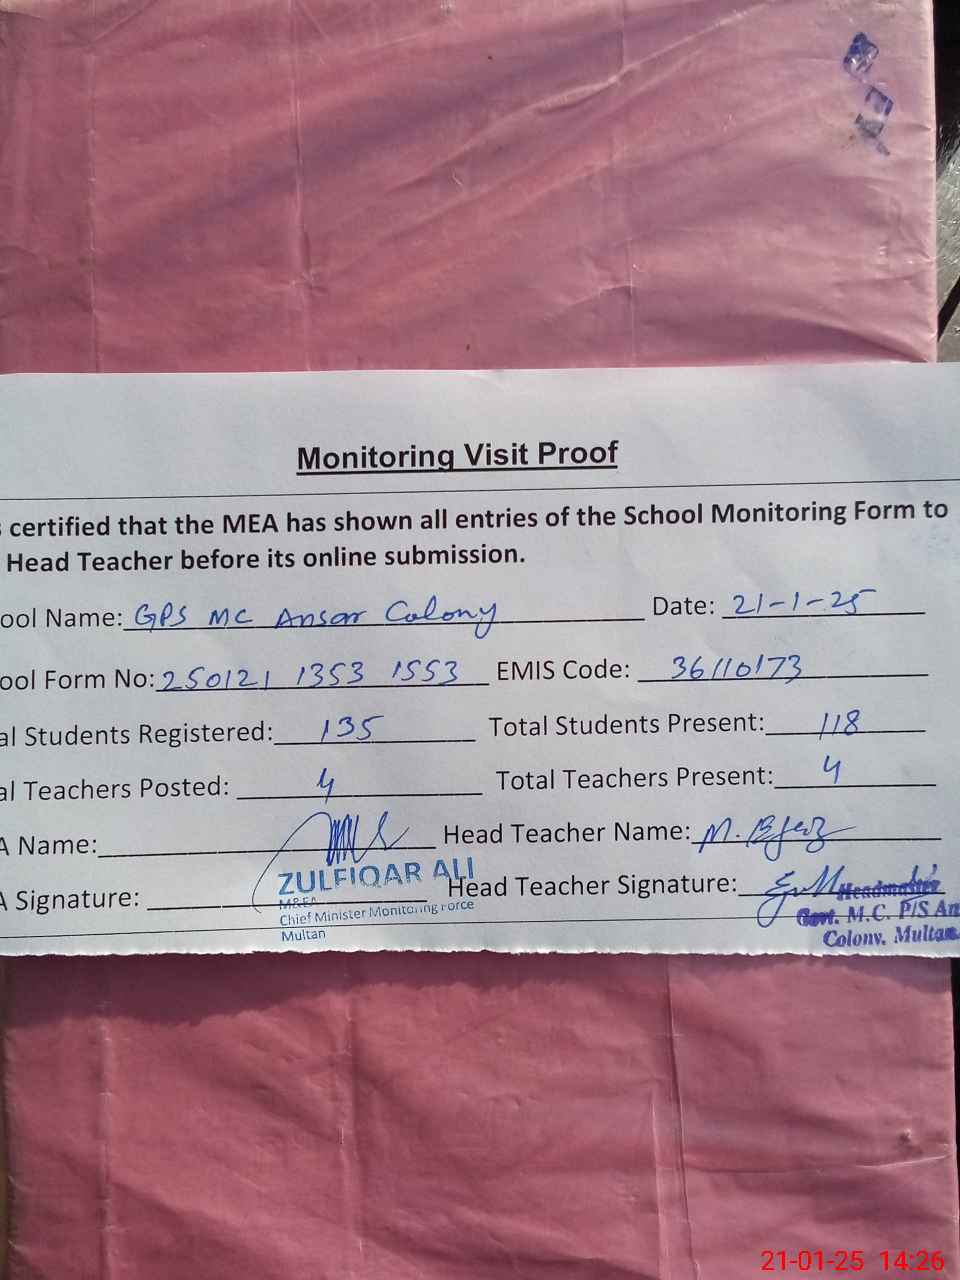 Monitoring Visit Proof
certified that the MEA has shown all entries of the School Monitoring Form to
Head Teacher before its online submission.
ool Name: GPS MC Ansar Colony Date: 21-1-25
ool Form No: 250121 1353 1553 EMIS Code: 36110173
al Students Registered: 135 Total Students Present: 118
al Teachers Posted: 4 Total Teachers Present: 4
A Name: Head Teacher Name: M.
ZULFIQAR ALI
A Signature: Head Teacher Signature:
M&EA
Chief Minister Monitoring Force
Multan
Headmaster
Govt. M.C. P/S An
Colony, Multan.
21-01-25 14:26